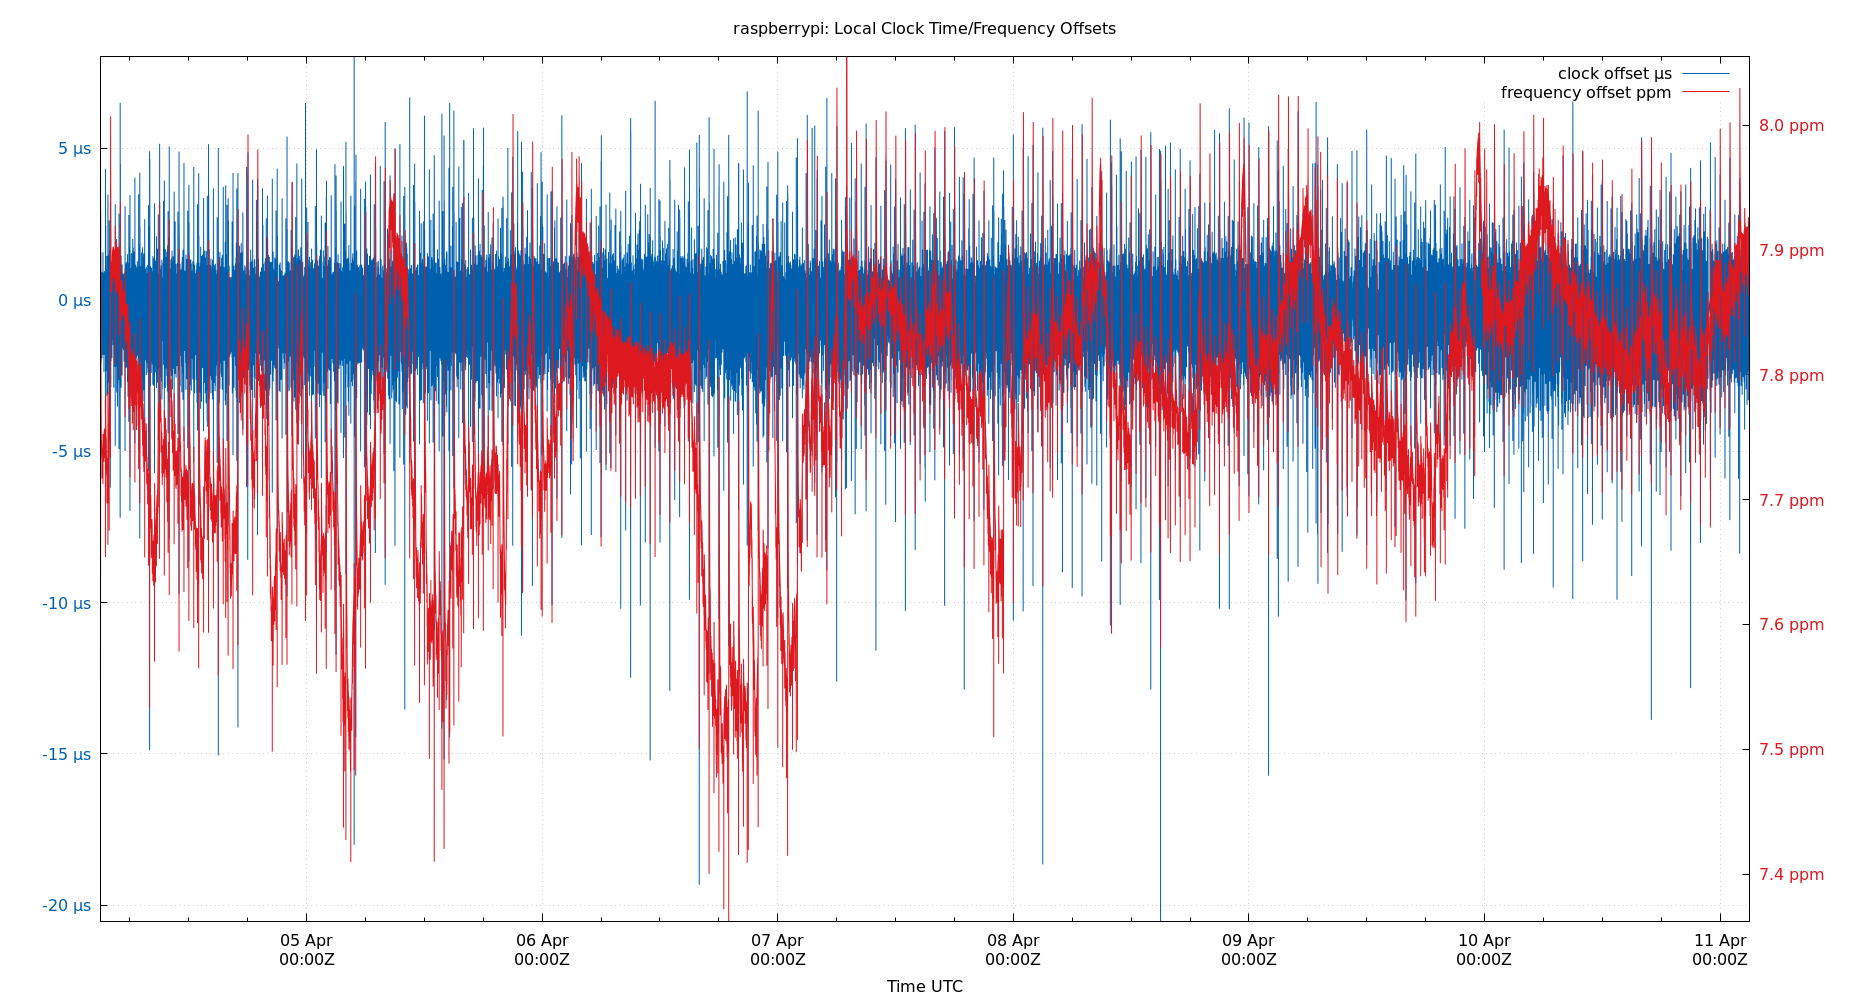 raspberrypi: Local Clock Time/Frequency Offsets
clock offset µs
frequency offset ppm
5 µs
0 µs
-5 µs
-10 µs
-15 µs
-20 µs
8.0 ppm
7.9 ppm
7.8 ppm
7.7 ppm
7.6 ppm
7.5 ppm
7.4 ppm
05 Apr
00:00Z
06 Apr
00:00Z
07 Apr
00:00Z
08 Apr
00:00Z
09 Apr
00:00Z
10 Apr
00:00Z
11 Apr
00:00Z
Time UTC